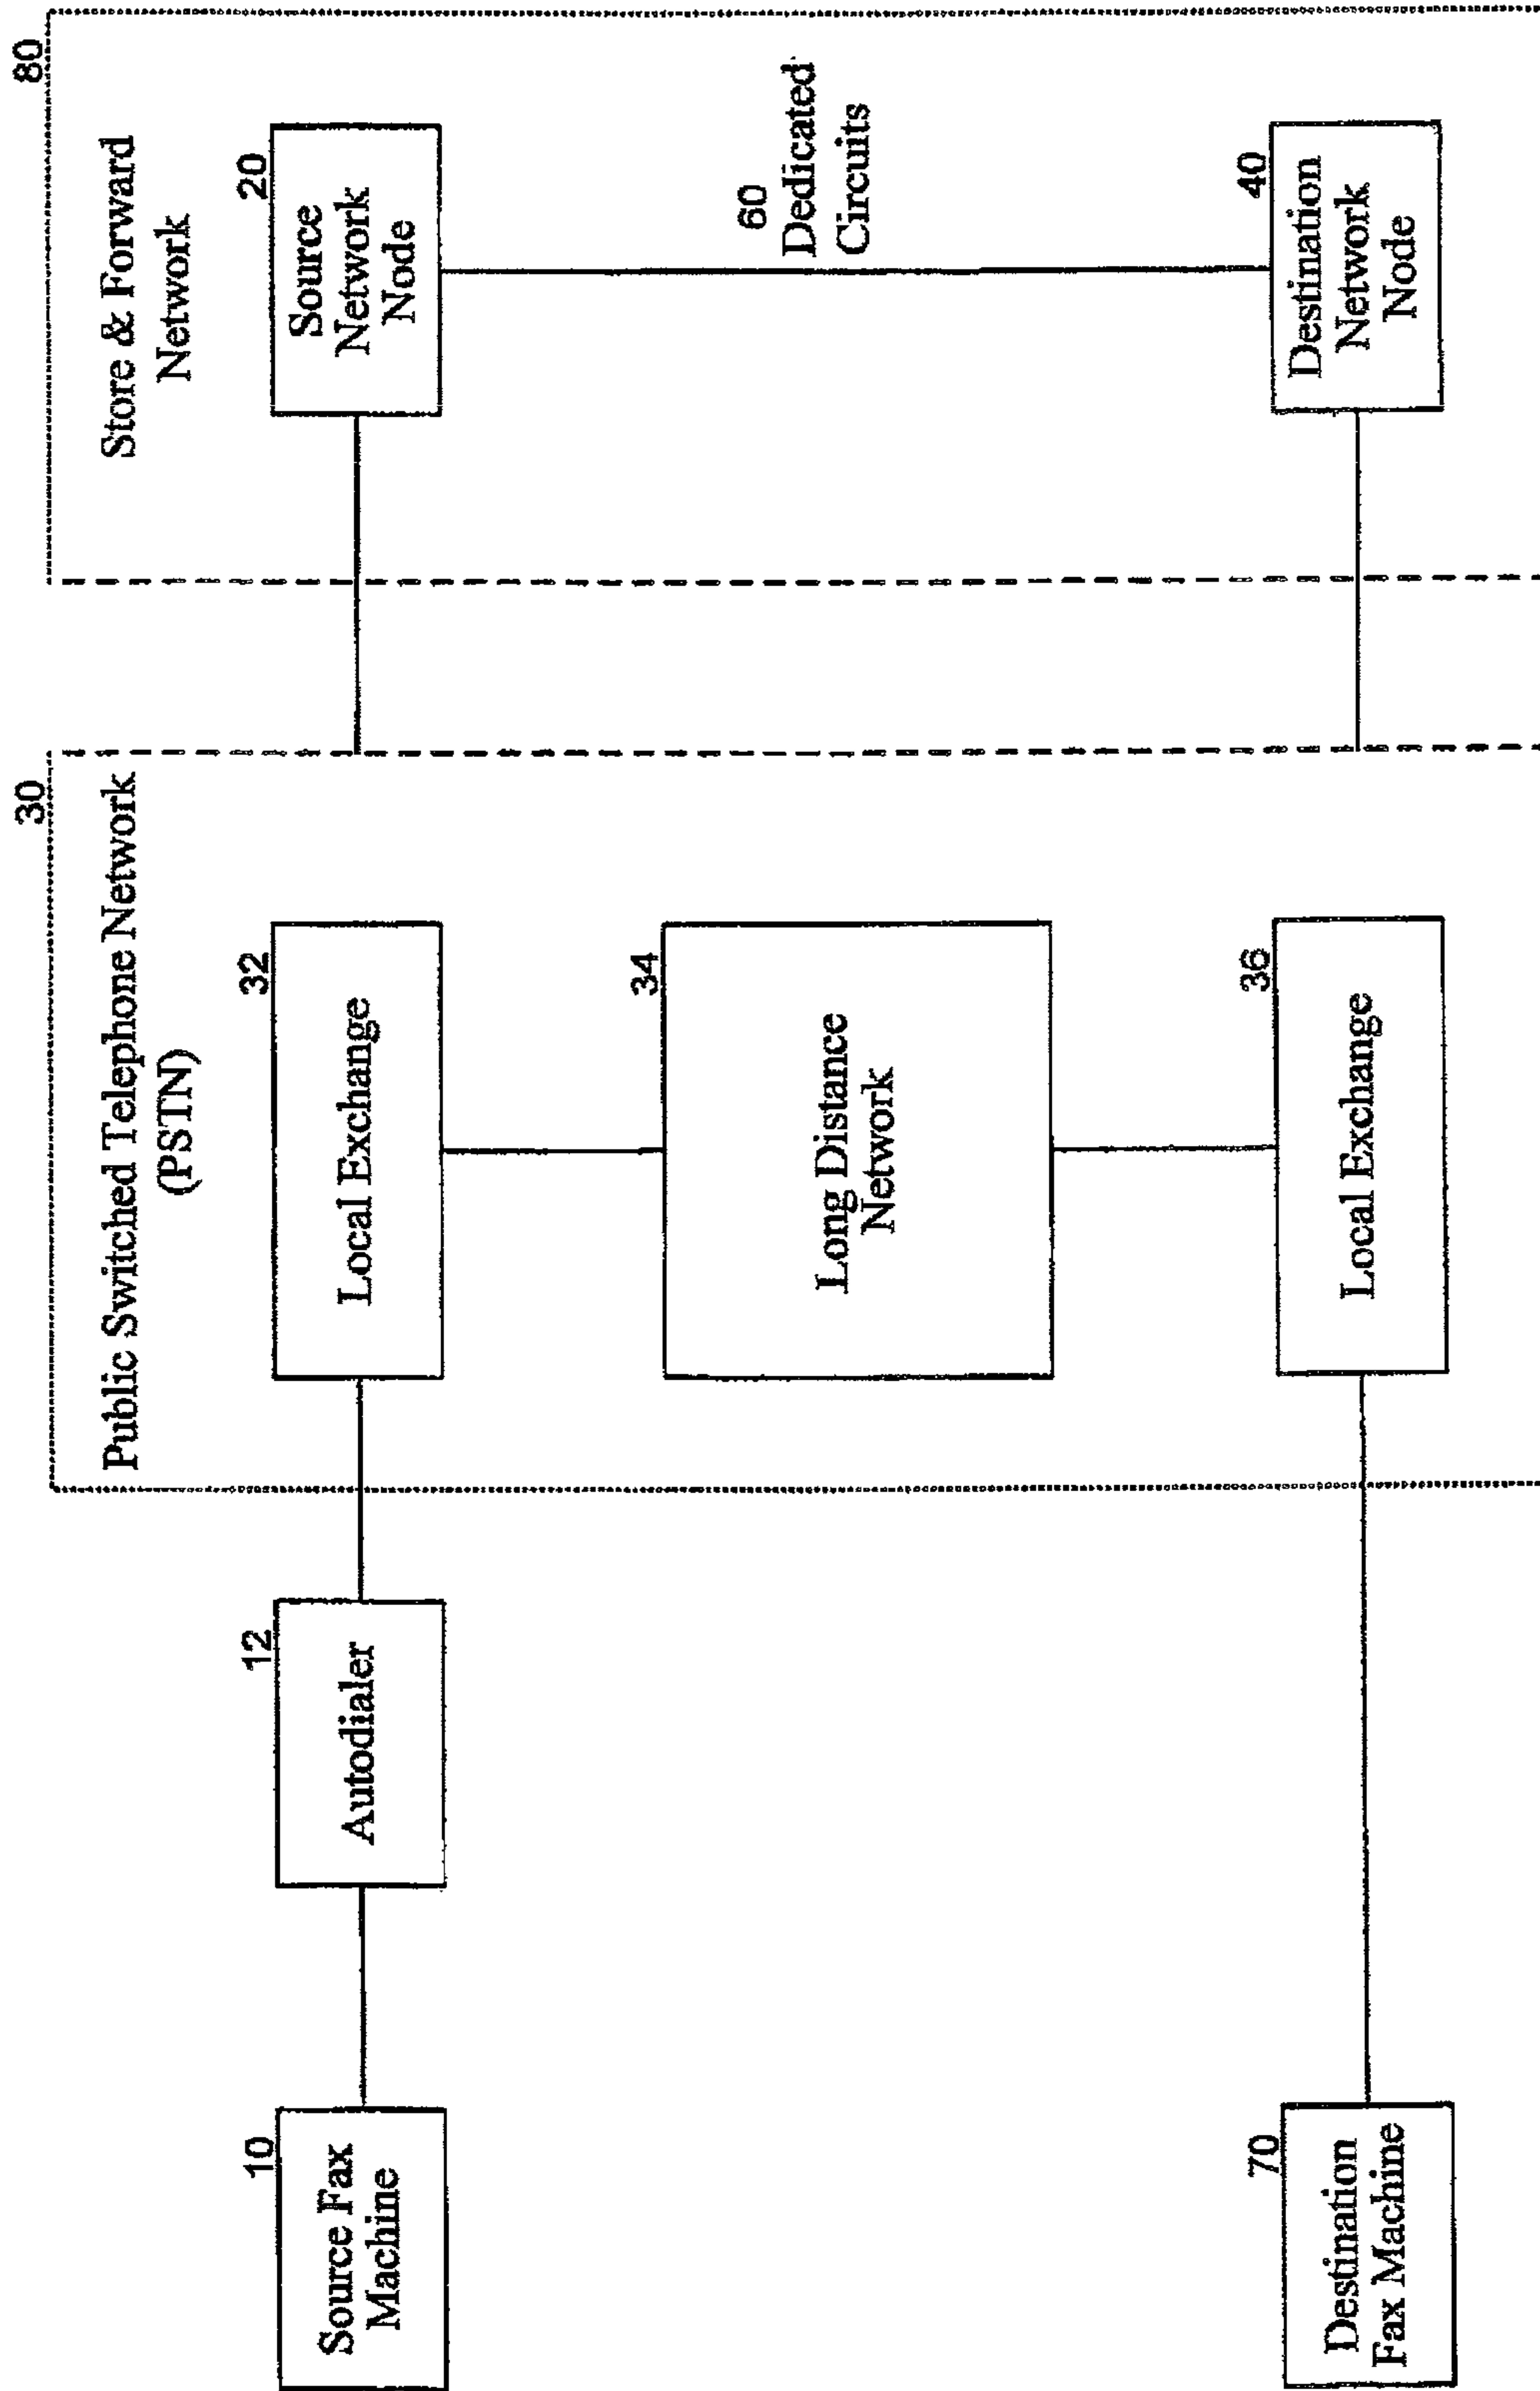 80
Store & Forward
Network
20
Source
Network
Node
60
Dedicated
Circuits
40
Destination
Network
Node
30
Public Switched Telephone Network
(PSTN)
32
Local Exchange
34
Long Distance
Network
36
Local Exchange
12
Autodialer
10
Source Fax
Machine
70
Destination
Fax Machine